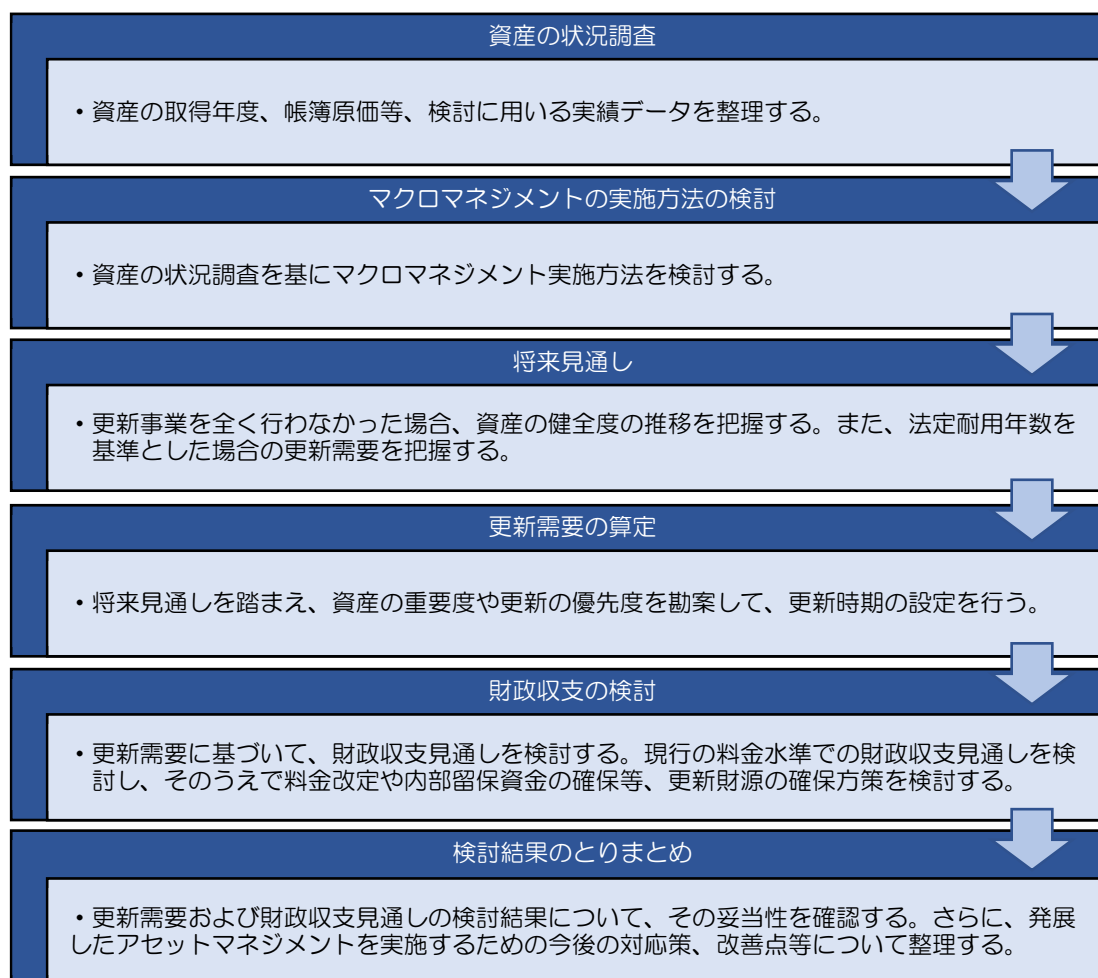 資産の状況調査
・資産の取得年度、帳簿原価等、検討に用いる実績データを整理する。
マクロマネジメントの実施方法の検討
・資産の状況調査を基にマクロマネジメント実施方法を検討する。
将来見通し
・更新事業を全く行わなかった場合、資産の健全度の推移を把握する。また、法定耐用年数を
基準とした場合の更新需要を把握する。
更新需要の算定
・将来見通しを踏まえ、資産の重要度や更新の優先度を勘案して、更新時期の設定を行う。
財政収支の検討
・更新需要に基づいて、財政収支見通しを検討する。現行の料金水準での財政収支見通しを検
討し、そのうえで料金改定や内部留保資金の確保等、更新財源の確保方策を検討する。
検討結果のとりまとめ
・更新需要および財政収支見通しの検討結果について、その妥当性を確認する。さらに、発展
したアセットマネジメントを実施するための今後の対応策、改善点等について整理する。